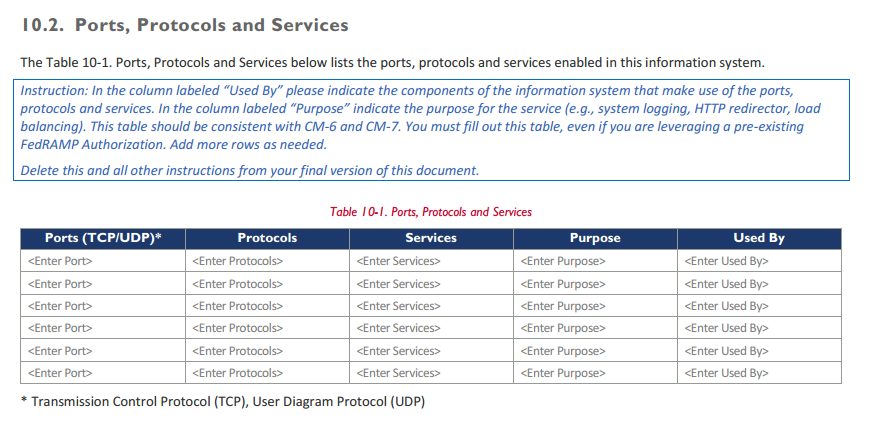 10.2. Ports, Protocols and Services
The Table 10-1. Ports, Protocols and Services below lists the ports, protocols and services enabled in this information system.
Instruction: In the column labeled “Used By” please indicate the components of the information system that make use of the ports,
protocols and services. In the column labeled “Purpose” indicate the purpose for the service (e.g., system logging, HTTP redirector, load
balancing). This table should be consistent with CM-6 and CM-7. You must fill out this table, even if you are leveraging a pre-existing
FedRAMP Authorization. Add more rows as needed.
Delete this and all other instructions from your final version of this document.
Table 10-1. Ports, Protocols and Services
Ports (TCP/UDP)* Protocols Services Purpose Used By
<Enter Port> <Enter Protocols> <Enter Services> <Enter Purpose> <Enter Used By>
<Enter Port> <Enter Protocols> <Enter Services> <Enter Purpose> <Enter Used By>
<Enter Port> <Enter Protocols> <Enter Services> <Enter Purpose> <Enter Used By>
<Enter Port> <Enter Protocols> <Enter Services> <Enter Purpose> <Enter Used By>
<Enter Port> <Enter Protocols> <Enter Services> <Enter Purpose> <Enter Used By>
<Enter Port> <Enter Protocols> <Enter Services> <Enter Purpose> <Enter Used By>
* Transmission Control Protocol (TCP), User Diagram Protocol (UDP)